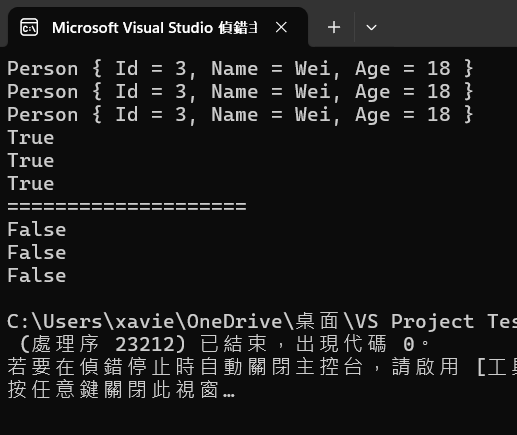 Microsoft Visual Studio 偵錯主
Person { Id = 3, Name = Wei, Age = 18 }
Person { Id = 3, Name = Wei, Age = 18 }
Person { Id = 3, Name = Wei, Age = 18 }
True
True
True
====================
False
False
False
C:\Users\xavie\OneDrive\桌面\VS Project Tes
(處理序 23212) 已結束，出現代碼 0。
若要在偵錯停止時自動關閉主控台，請啟用 [工具
按任意鍵關閉此視窗…